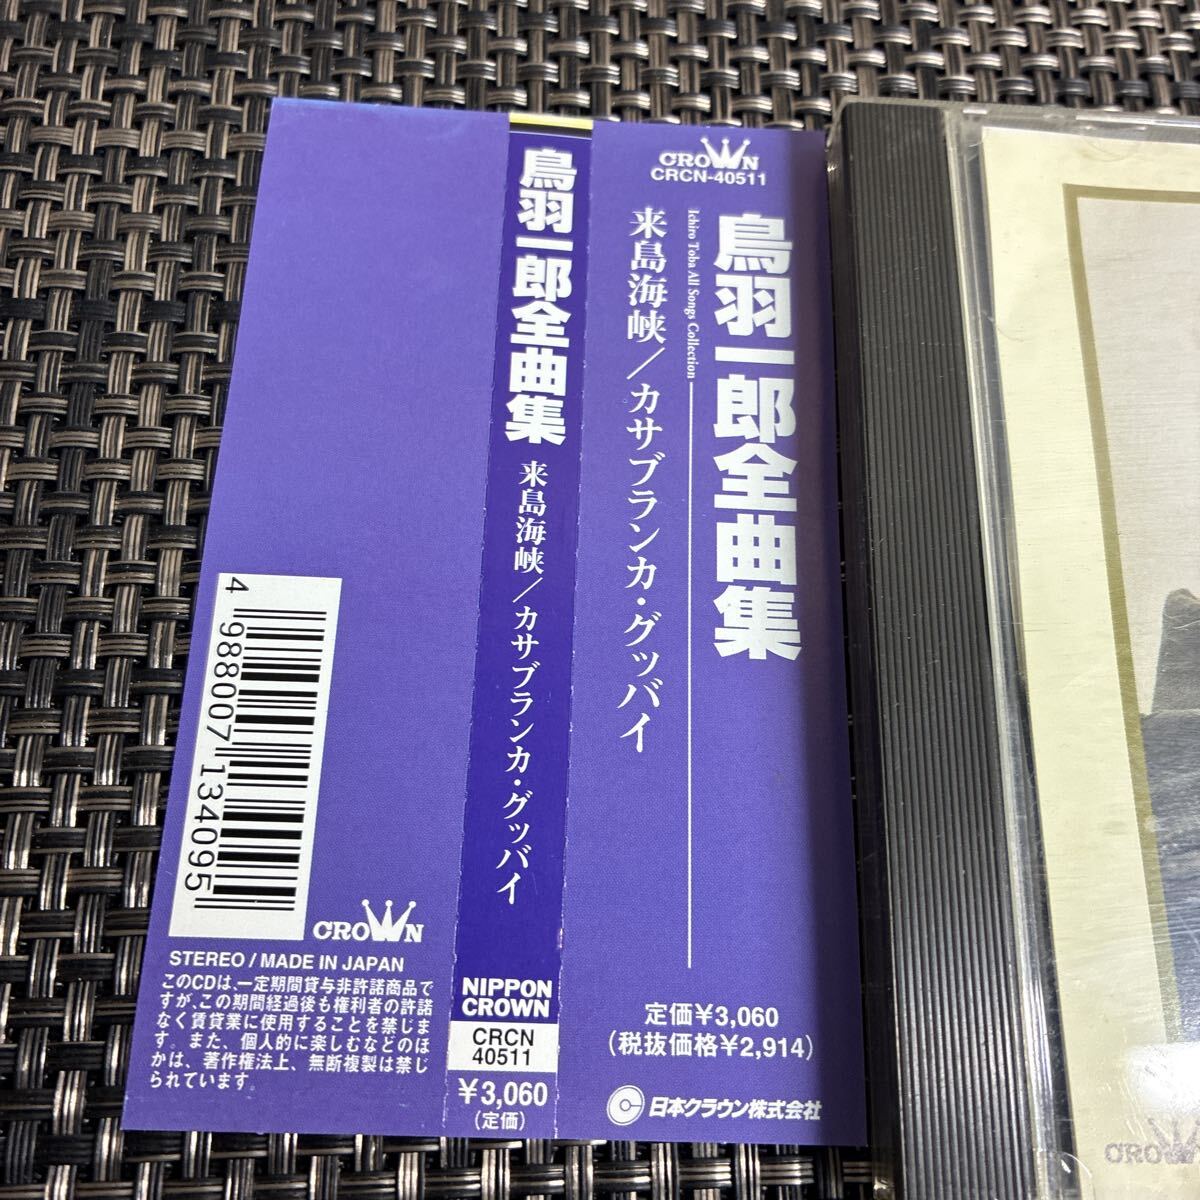 CROWN
CRCN-40511
鳥羽一郎全曲集
Ichiro Toba All Songs Collection
来島海峡／カサブランカ・グッバイ
定価¥3,060
(税抜価格¥2,914)
日本クラウン株式会社
鳥羽一郎全曲集
来島海峡／カサブランカ・グッバイ
NIPPON
CROWN
CRCN
40511
¥3,060
(定価)
4 988007 134095
CROWN
STEREO / MADE IN JAPAN
このCDは、一定期間貸与非許諾商品で
すが、この期間経過後も権利者の許諾
なく賃貸業に使用することを禁じま
す。また、個人的に楽しむなどのほ
かは、著作権法上、無断複製は禁じ
られています。
CROWN